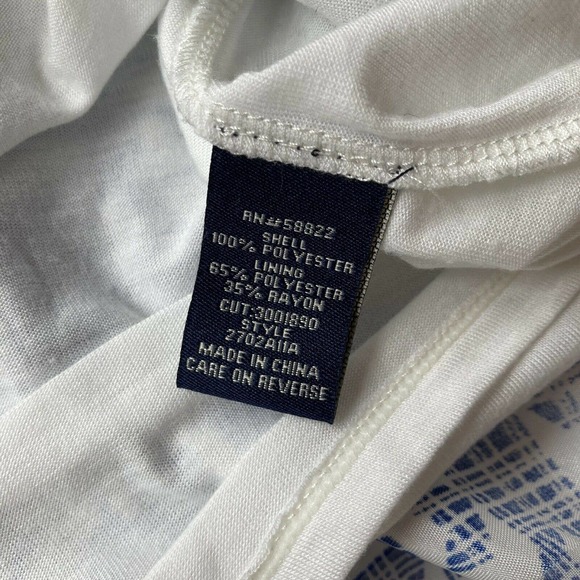 RN#58822
SHELL
100% POLYESTER
LINING
65% POLYESTER
35% RAYON
CUT:3001890
STYLE
2702A11A
MADE IN CHINA
CARE ON REVERSE